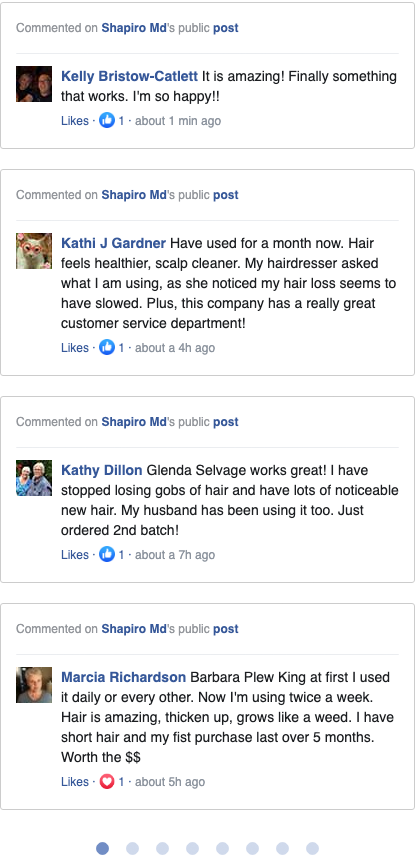 Commented on Shapiro Md's public post
Kelly Bristow-Catlett It is amazing! Finally something
that works. I'm so happy!!
Likes · 1 · about 1 min ago
Commented on Shapiro Md's public post
Kathi J Gardner Have used for a month now. Hair
feels healthier, scalp cleaner. My hairdresser asked
what I am using, as she noticed my hair loss seems to
have slowed. Plus, this company has a really great
customer service department!
Likes · 1 · about a 4h ago
Commented on Shapiro Md's public post
Kathy Dillon Glenda Selvage works great! I have
stopped losing gobs of hair and have lots of noticeable
new hair. My husband has been using it too. Just
ordered 2nd batch!
Likes · 1 · about a 7h ago
Commented on Shapiro Md's public post
Marcia Richardson Barbara Plew King at first I used
it daily or every other. Now I'm using twice a week.
Hair is amazing, thicken up, grows like a weed. I have
short hair and my fist purchase last over 5 months.
Worth the $$
Likes · 1 · about 5h ago